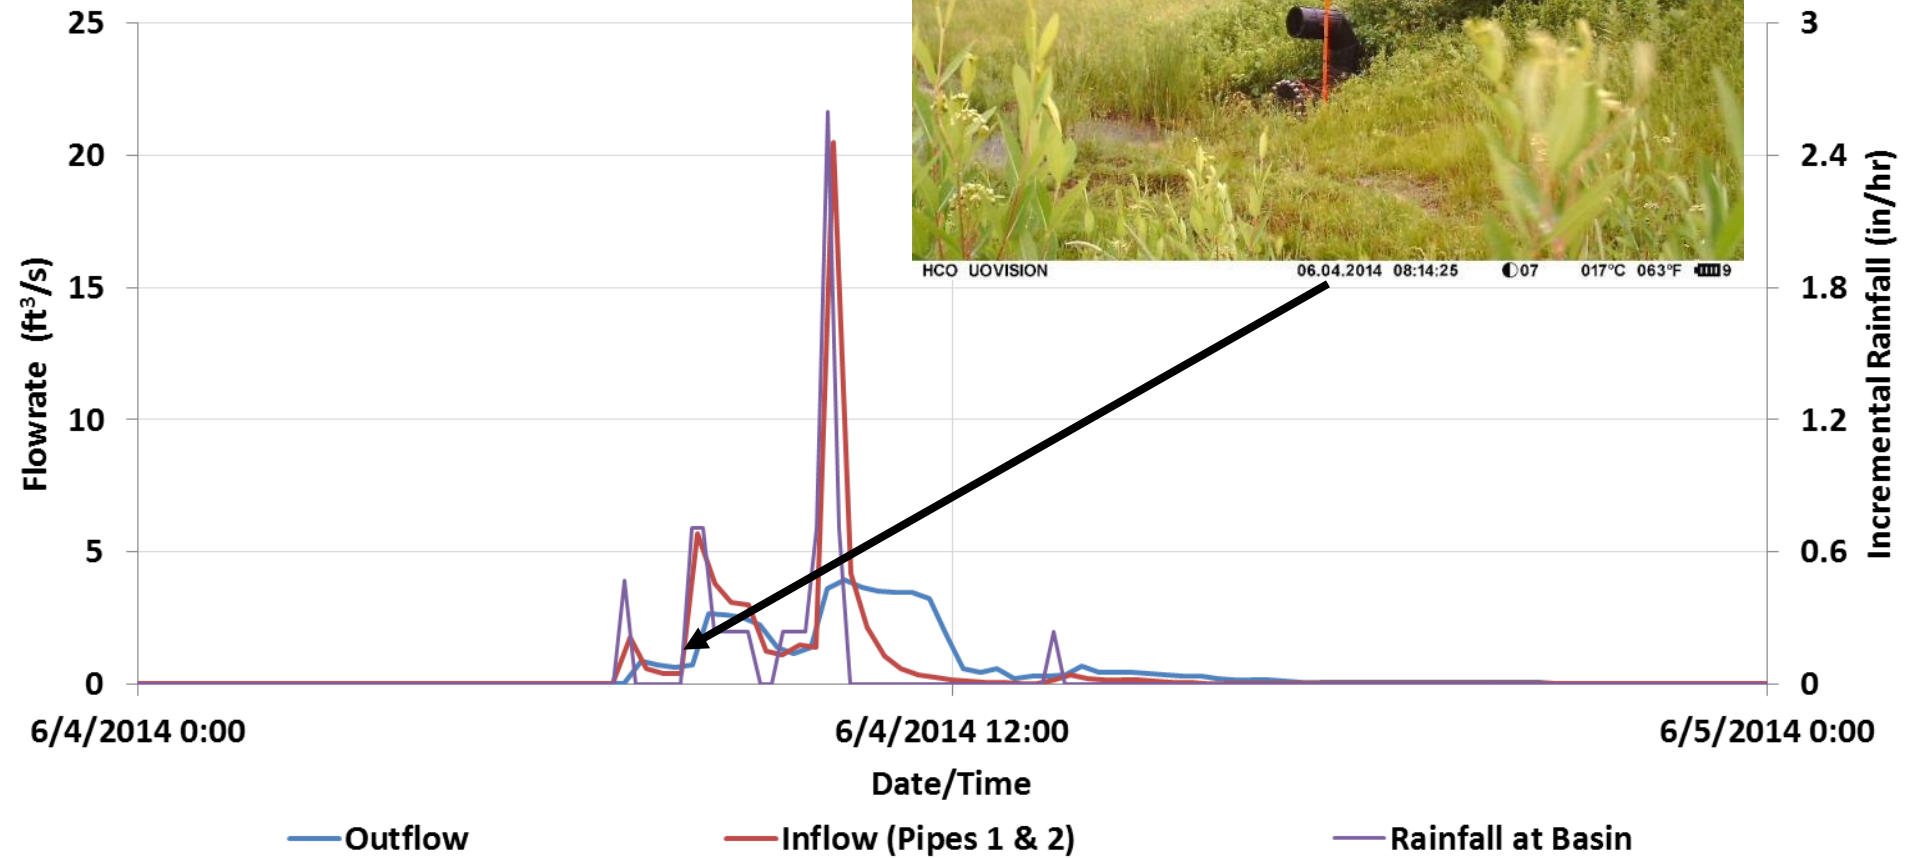 25
20
15
10
5
0
Flowrate (ft³/s)
3
2.4
1.8
1.2
0.6
0
Incremental Rainfall (in/hr)
HCO UOVISION 06.04.2014 08:14:25 07 017°C 063°F 9
6/4/2014 0:00 6/4/2014 12:00 6/5/2014 0:00
Date/Time
Outflow Inflow (Pipes 1 & 2) Rainfall at Basin